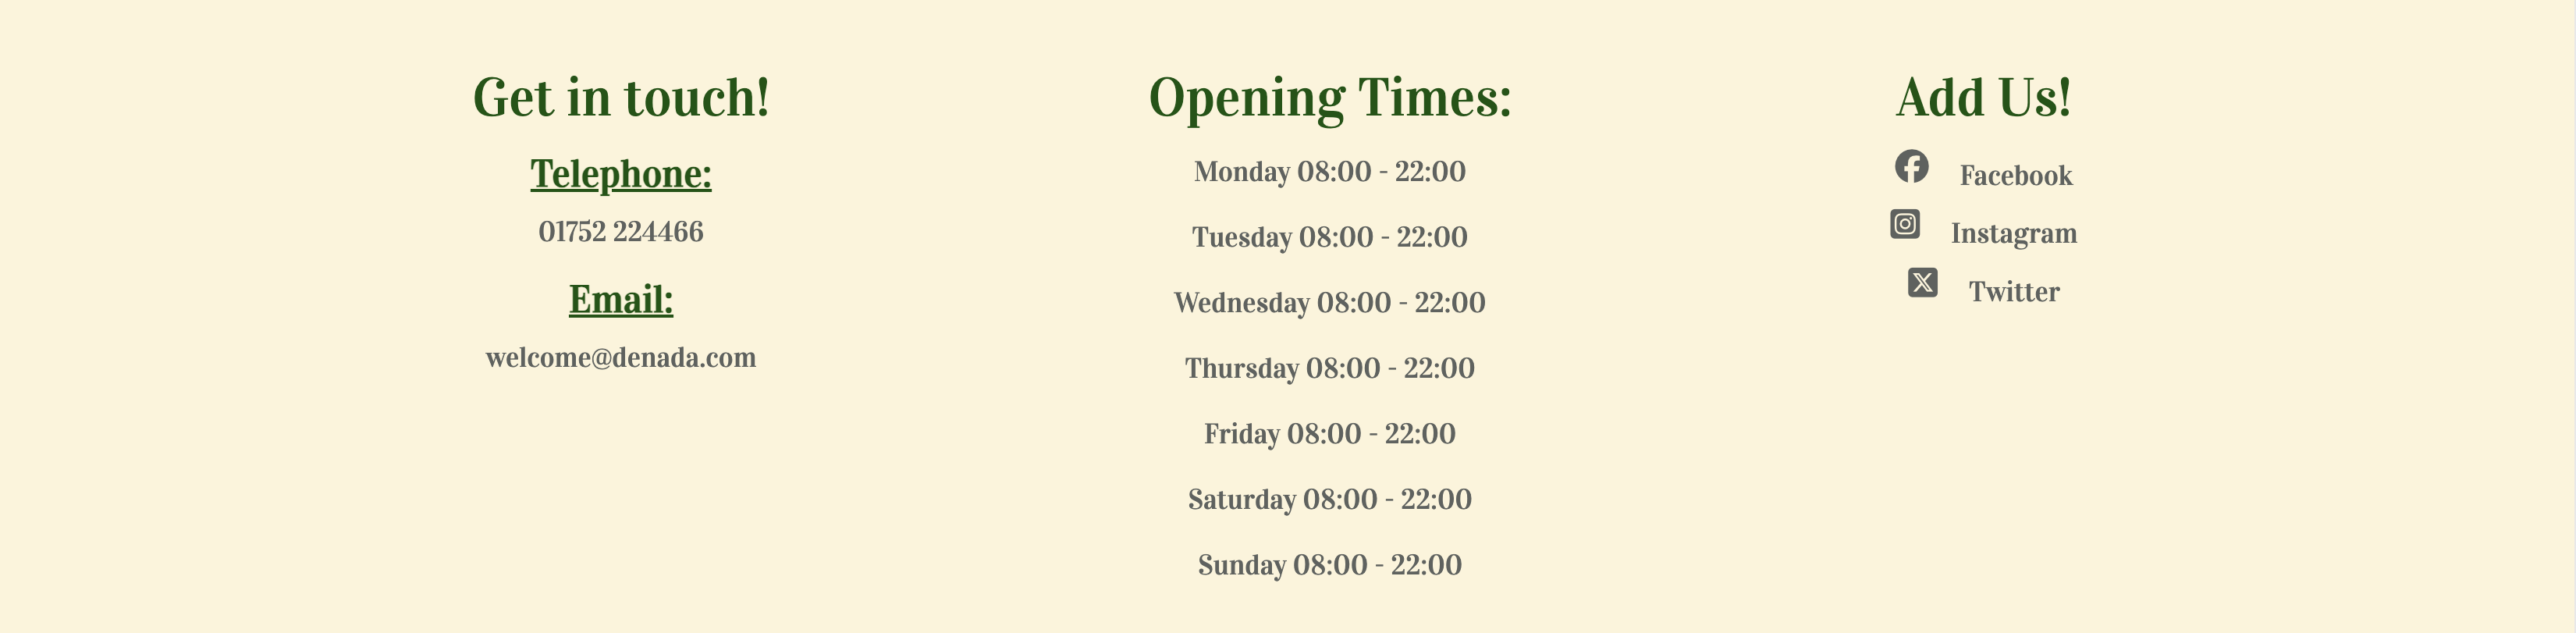 Get in touch!
Telephone:
01752 224466
Email:
welcome@denada.com
Opening Times:
Monday 08:00 - 22:00
Tuesday 08:00 - 22:00
Wednesday 08:00 - 22:00
Thursday 08:00 - 22:00
Friday 08:00 - 22:00
Saturday 08:00 - 22:00
Sunday 08:00 - 22:00
Add Us!
Facebook
Instagram
Twitter